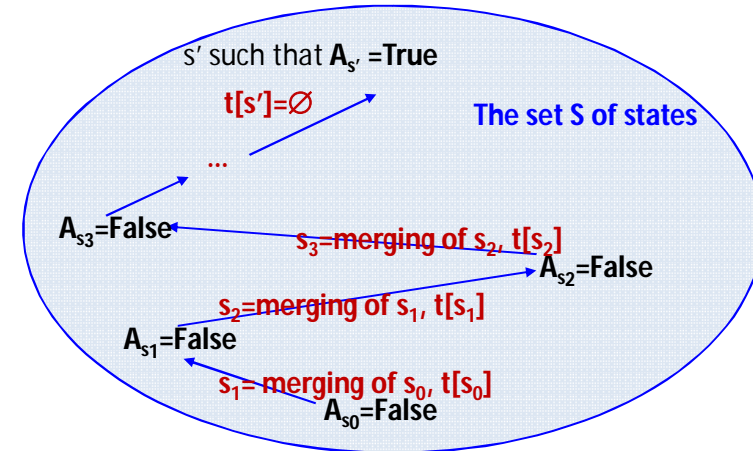 s' such that Aₛ' =True
t[s']=∅
The set S of states
...
Aₛ₃=False
s₃=merging of s₂, t[s₂]
Aₛ₂=False
s₂=merging of s₁, t[s₁]
Aₛ₁=False
s₁= merging of s₀, t[s₀]
Aₛ₀=False